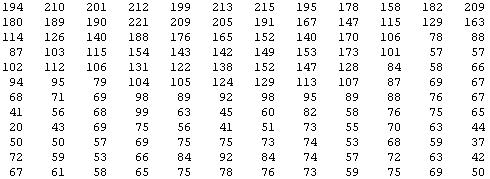 194 210 201 212 199 213 215 195 178 158 182 209
180 189 190 221 209 205 191 167 147 115 129 163
114 126 140 188 176 165 152 140 170 106 78 88
87 103 115 154 143 142 149 153 173 101 57 57
102 112 106 131 122 138 152 147 128 84 58 66
94 95 79 104 105 124 129 113 107 87 69 67
68 71 69 98 89 92 98 95 89 88 76 67
41 56 68 99 63 45 60 82 58 76 75 65
20 43 69 75 56 41 51 73 55 70 63 44
50 50 57 69 75 75 73 74 53 68 59 37
72 59 53 66 84 92 84 74 57 72 63 42
67 61 58 65 75 78 76 73 59 75 69 50